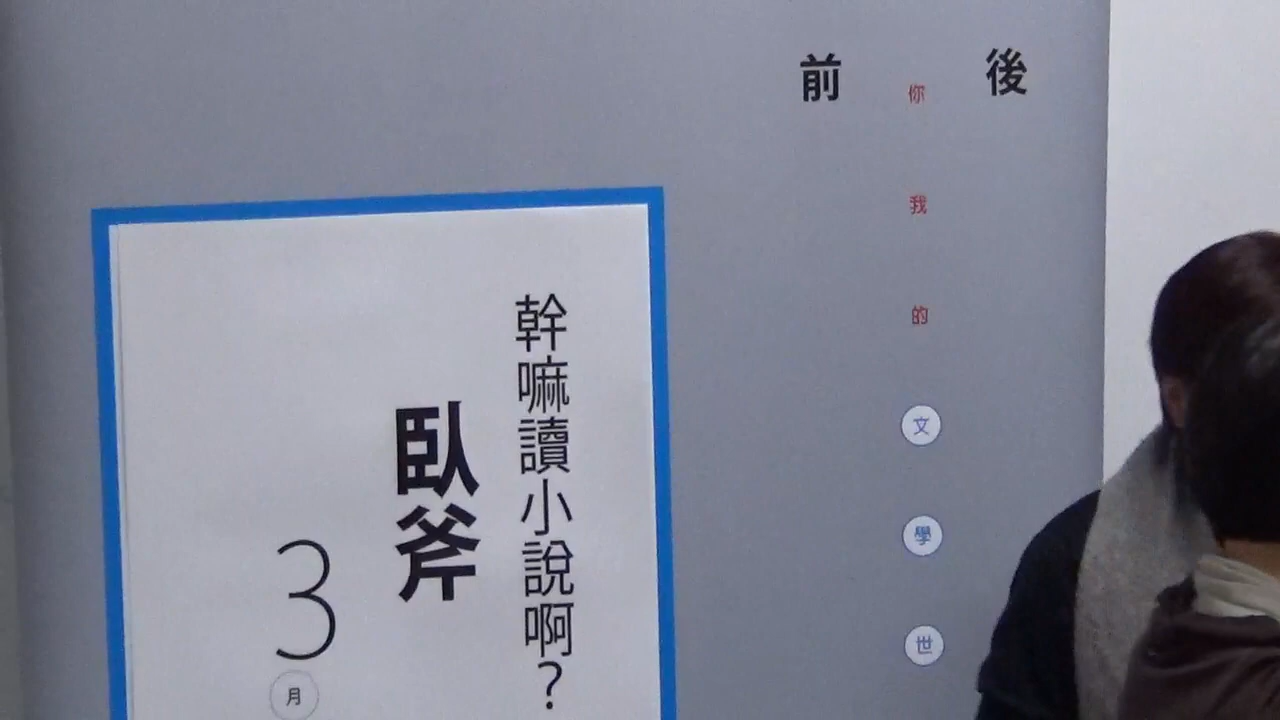 後
你我的文學世
前
幹嘛讀小說啊?
臥斧
3月